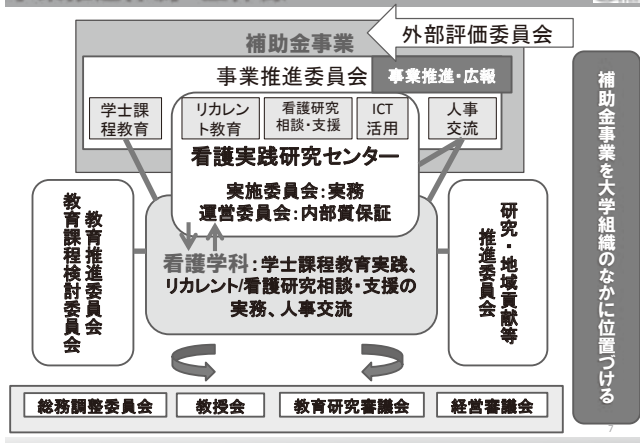 補助金事業
外部評価委員会
事業推進委員会
事業推進・広報
学士課
程教育
リカレン
ト教育
看護研究
相談・支援
ICT
活用
人事
交流
看護実践研究センター
実施委員会:実務
運営委員会:内部質保証
教育推進委員会
教育課程検討委員会
看護学科:学士課程教育実践、
リカレント/看護研究相談・支援の
実務、人事交流
研究・地域貢献等
推進委員会
補助金事業を大学組織のなかに位置づける
総務調整委員会
教授会
教育研究審議会
経営審議会
7